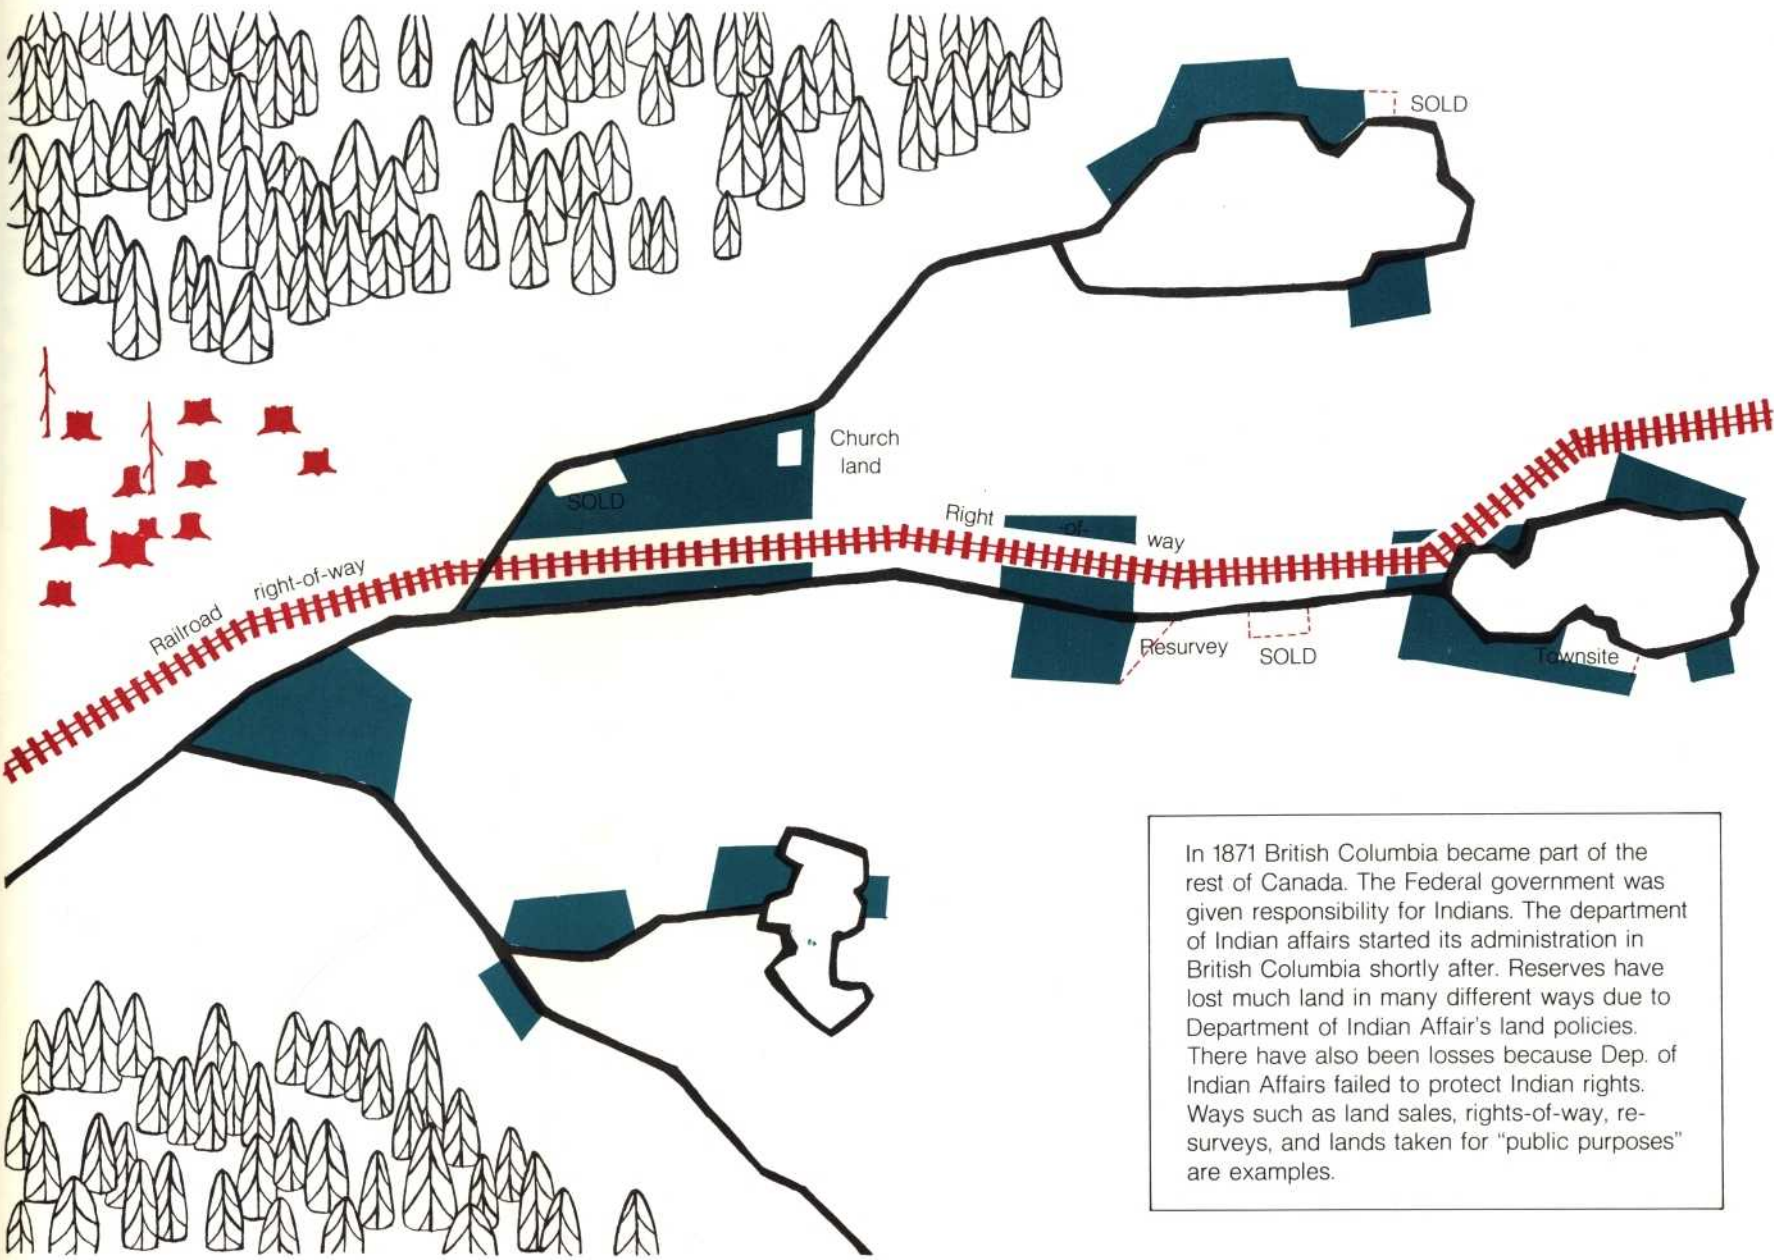 SOLD
Church
land
SOLD
Right
-of-
way
Railroad
right-of-way
Resurvey
SOLD
Townsite
In 1871 British Columbia became part of the
rest of Canada. The Federal government was
given responsibility for Indians. The department
of Indian affairs started its administration in
British Columbia shortly after. Reserves have
lost much land in many different ways due to
Department of Indian Affair's land policies.
There have also been losses because Dep. of
Indian Affairs failed to protect Indian rights.
Ways such as land sales, rights-of-way, re-
surveys, and lands taken for “public purposes”
are examples.